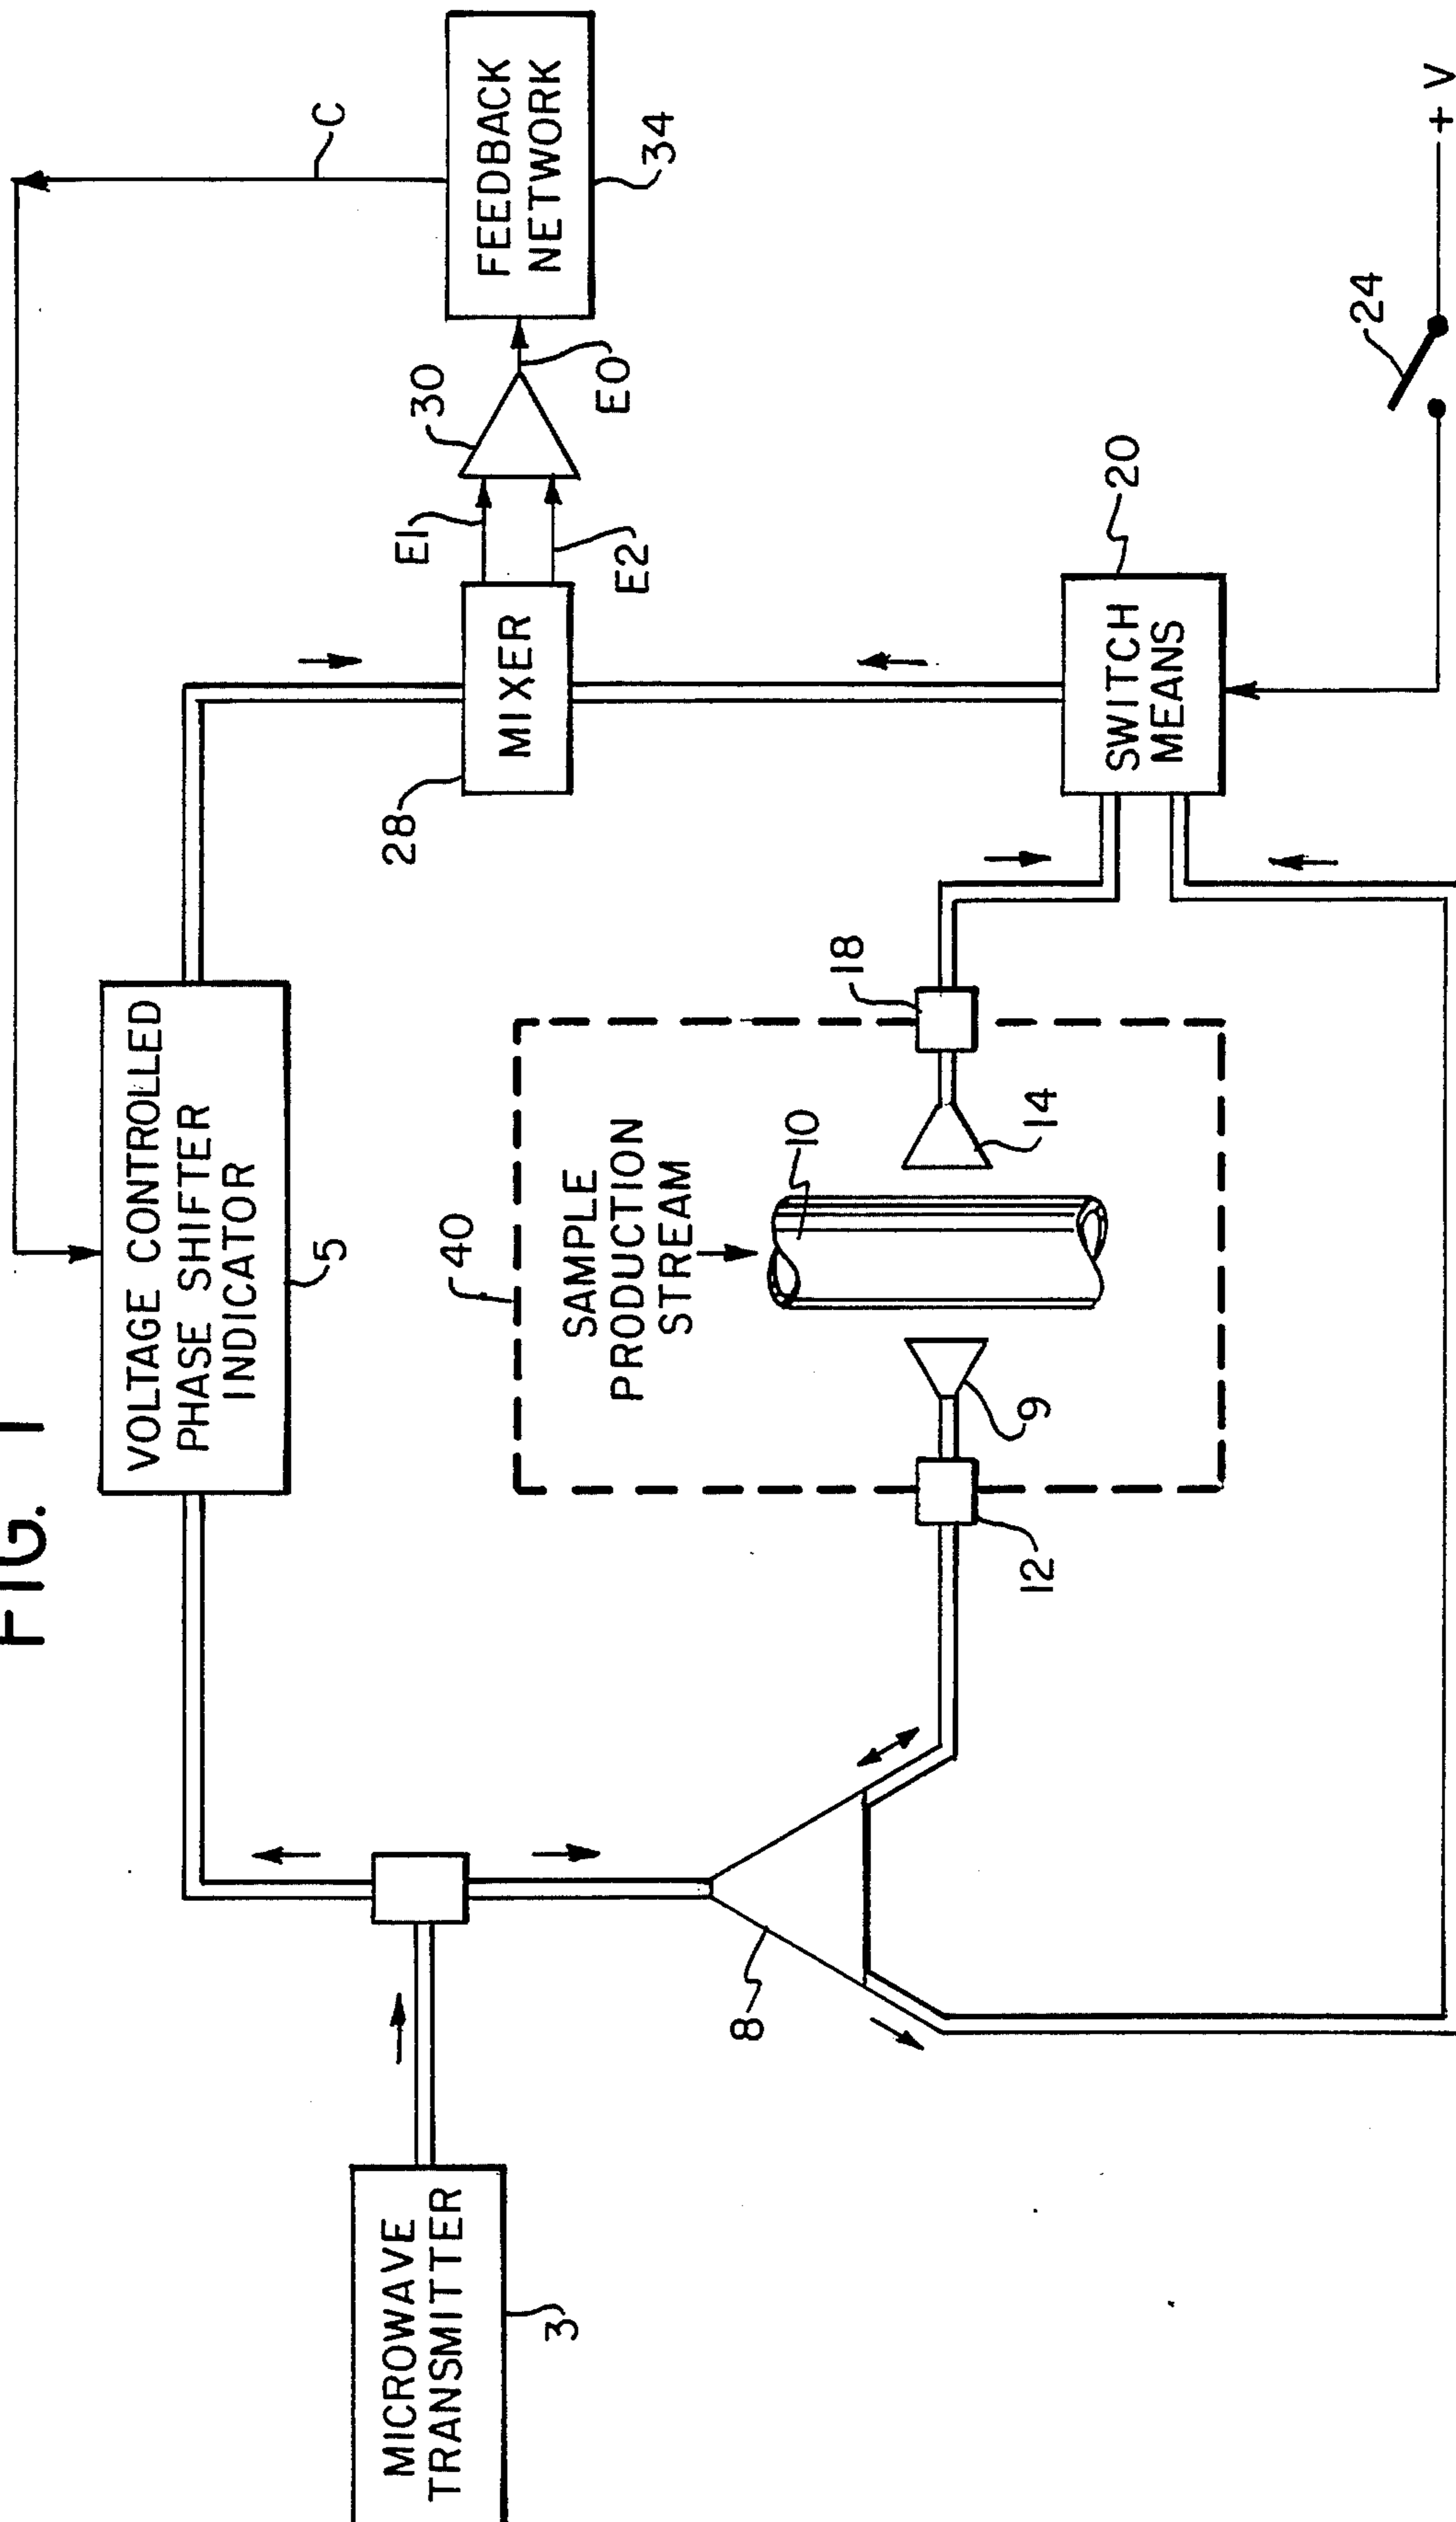 FIG. 1
VOLTAGE CONTROLLED
PHASE SHIFTER
INDICATOR
5
C
FEEDBACK
NETWORK
34
30
E0
E1
E2
MIXER
28
MICROWAVE
TRANSMITTER
3
8
40
SAMPLE
PRODUCTION
STREAM
10
9
12
14
18
SWITCH
MEANS
20
24
+ V